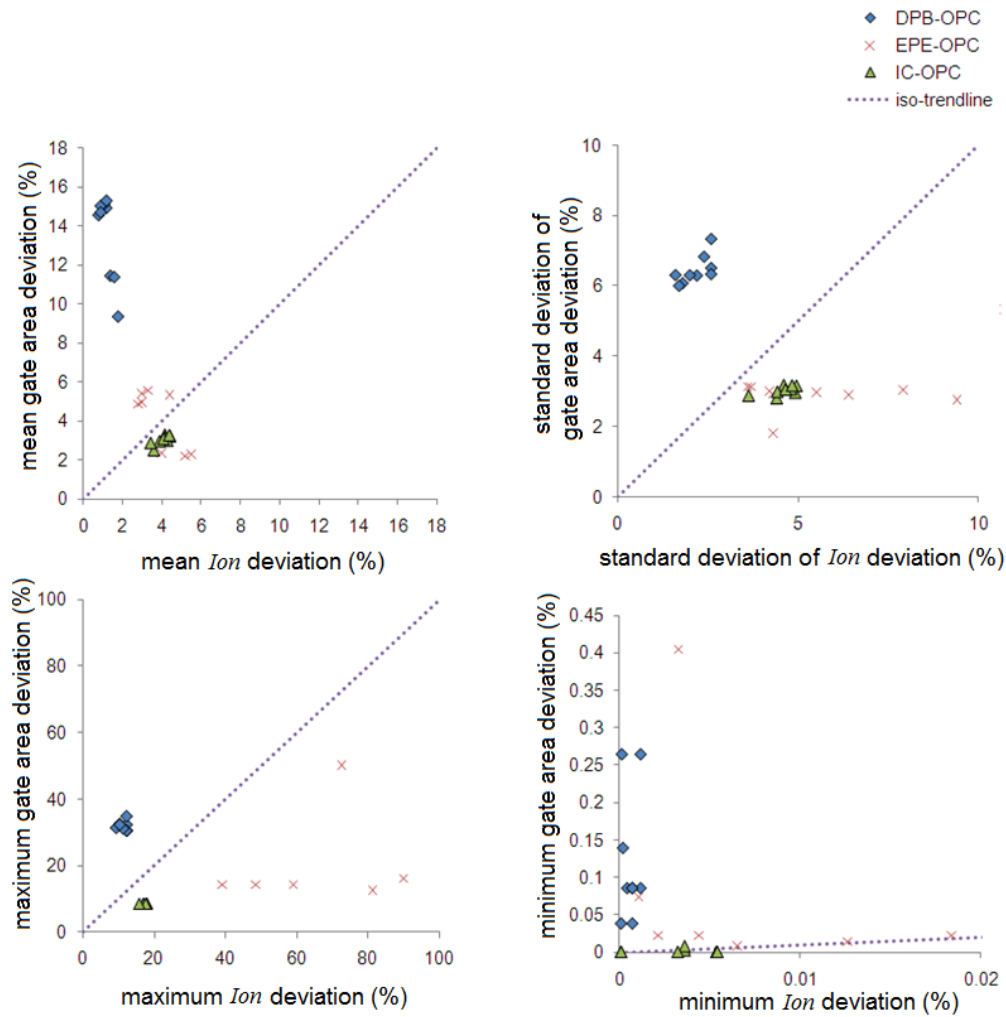 DPB-OPC
EPE-OPC
IC-OPC
iso-trendline
mean gate area deviation (%)
18
16
14
12
10
8
6
4
2
0
0 2 4 6 8 10 12 14 16 18
mean Ion deviation (%)
standard deviation of
gate area deviation (%)
10
8
6
4
2
0
0 5 10
standard deviation of Ion deviation (%)
maximum gate area deviation (%)
100
80
60
40
20
0
0 20 40 60 80 100
maximum Ion deviation (%)
minimum gate area deviation (%)
0.45
0.4
0.35
0.3
0.25
0.2
0.15
0.1
0.05
0
0 0.01 0.02
minimum Ion deviation (%)